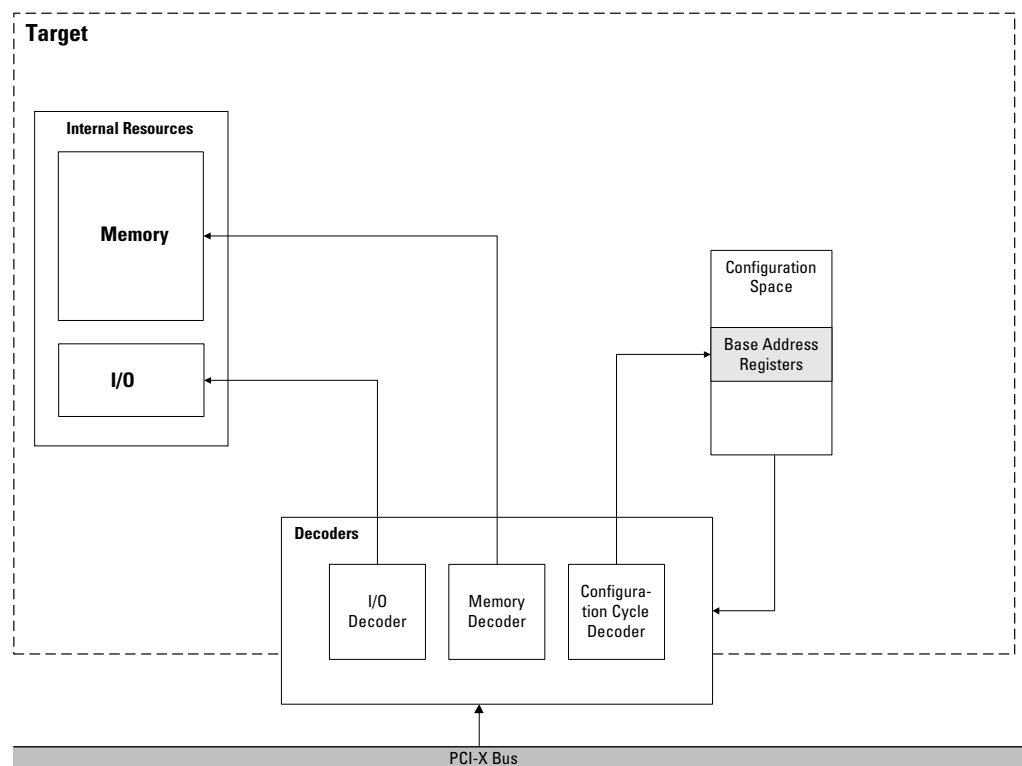 Target
Internal Resources
Memory
I/O
Configuration
Space
Base Address
Registers
Decoders
I/O
Decoder
Memory
Decoder
Configura-
tion Cycle
Decoder
PCI-X Bus